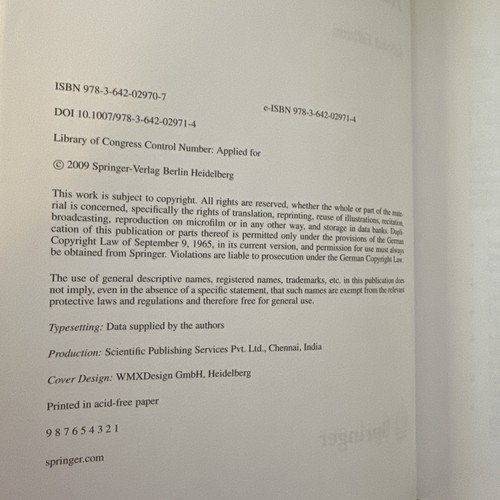 ISBN 978-3-642-02970-7
e-ISBN 978-3-642-02971-4
DOI 10.1007/978-3-642-02971-4
Library of Congress Control Number: Applied for
© 2009 Springer-Verlag Berlin Heidelberg
This work is subject to copyright. All rights are reserved, whether the whole or part of the mate-
rial is concerned, specifically the rights of translation, reprinting, reuse of illustrations, recitation,
broadcasting, reproduction on microfilm or in any other way, and storage in data banks. Dupli-
cation of this publication or parts thereof is permitted only under the provisions of the German
Copyright Law of September 9, 1965, in its current version, and permission for use must always
be obtained from Springer. Violations are liable to prosecution under the German Copyright Law.
The use of general descriptive names, registered names, trademarks, etc. in this publication does
not imply, even in the absence of a specific statement, that such names are exempt from the relevant
protective laws and regulations and therefore free for general use.
Typesetting: Data supplied by the authors
Production: Scientific Publishing Services Pvt. Ltd., Chennai, India
Cover Design: WMXDesign GmbH, Heidelberg
Printed in acid-free paper
9 8 7 6 5 4 3 2 1
springer.com
Springer